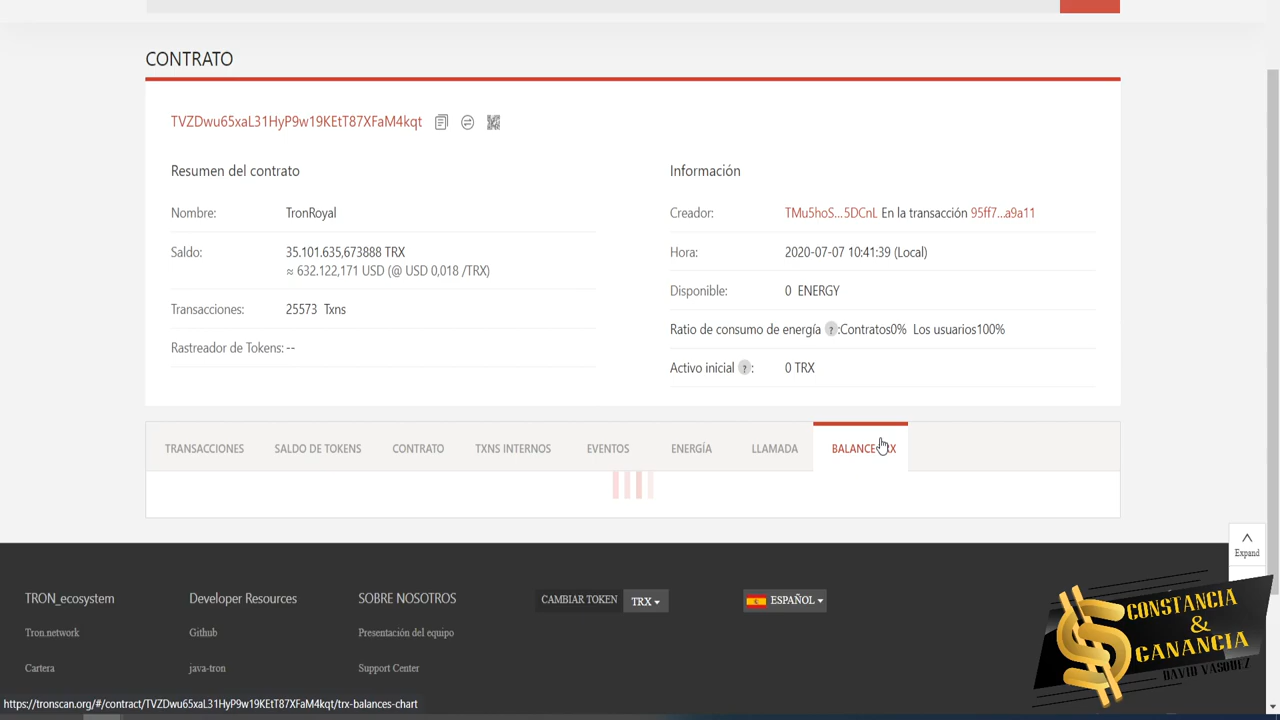 CONTRATO
TVZDwu65xaL31HyP9w19KEtT87XFaM4kqt
Resumen del contrato
Información
Nombre: TronRoyal
Creador: TMu5hoS...5DCnL En la transacción 95ff7...a9a11
Saldo: 35.101.635,673888 TRX
≈ 632.122,171 USD (@ USD 0,018 /TRX)
Hora: 2020-07-07 10:41:39 (Local)
Disponible: 0 ENERGY
Transacciones: 25573 Txns
Ratio de consumo de energía ?:Contratos0% Los usuarios100%
Rastreador de Tokens: --
Activo inicial ?: 0 TRX
TRANSACCIONES SALDO DE TOKENS CONTRATO TXNS INTERNOS EVENTOS ENERGÍA LLAMADA
Expand
TRON_ecosystem Developer Resources SOBRE NOSOTROS CAMBIAR TOKEN TRX ESPAÑOL
Tron.network Github Presentación del equipo
Cartera java-tron Support Center
CONSTANCIA
&
GANANCIA
DAVID VASQUEZ
https://tronscan.org/#/contract/TVZDwu65xaL31HyP9w19KEtT87XFaM4kqt/trx-balances-chart